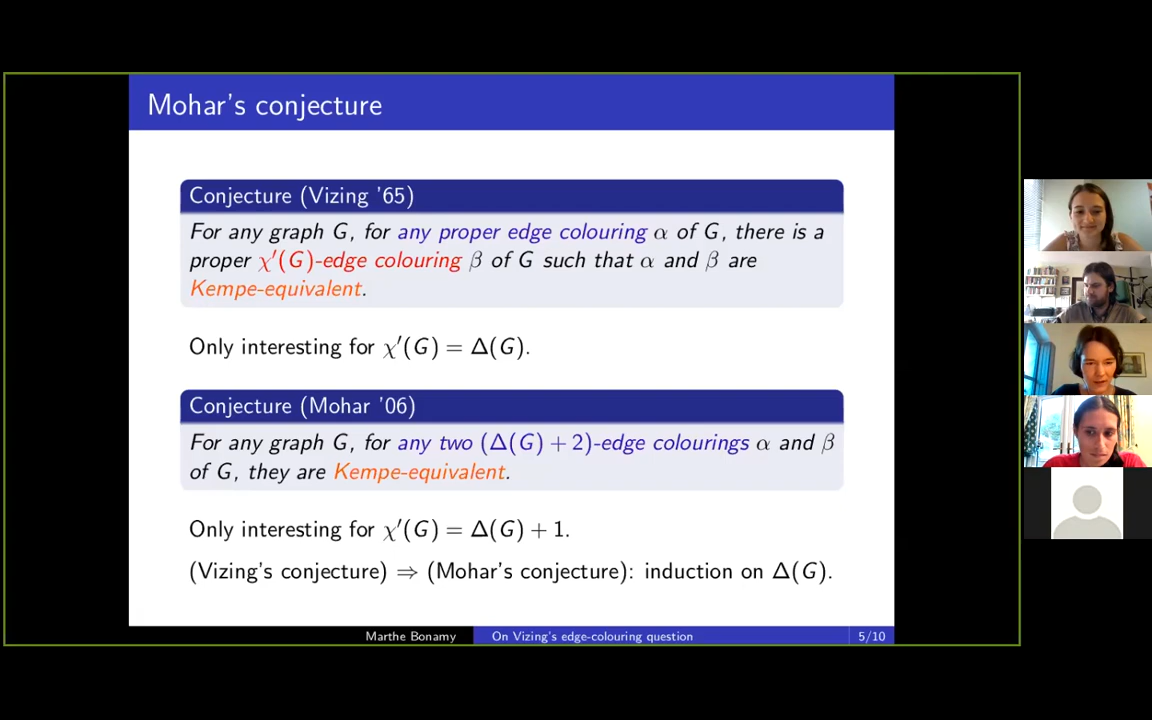 Mohar's conjecture
Conjecture (Vizing '65)
For any graph G, for any proper edge colouring α of G, there is a
proper χ′(G)-edge colouring β of G such that α and β are
Kempe-equivalent.
Only interesting for χ′(G) = Δ(G).
Conjecture (Mohar '06)
For any graph G, for any two (Δ(G) + 2)-edge colourings α and β
of G, they are Kempe-equivalent.
Only interesting for χ′(G) = Δ(G) + 1.
(Vizing's conjecture) ⇒ (Mohar's conjecture): induction on Δ(G).
Marthe Bonamy On Vizing's edge-colouring question 5/10